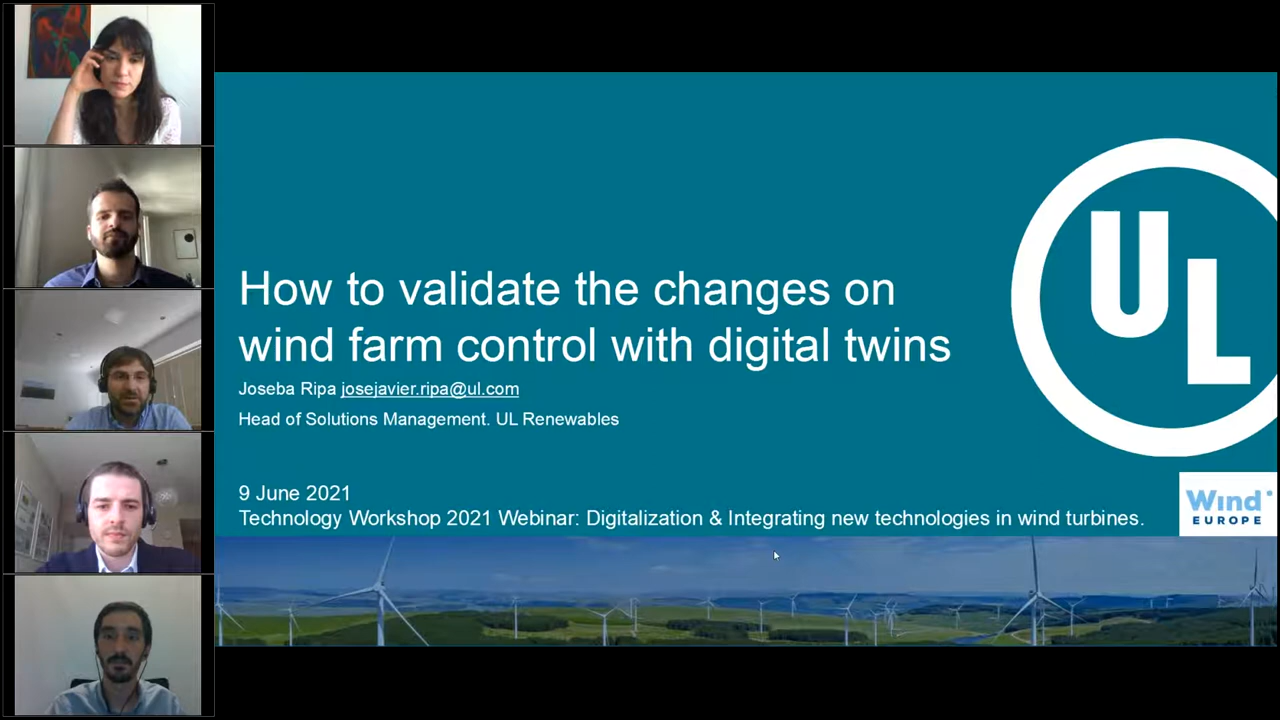 How to validate the changes on
wind farm control with digital twins
Joseba Ripa josejavier.ripa@ul.com
Head of Solutions Management. UL Renewables
9 June 2021
Technology Workshop 2021 Webinar: Digitalization & Integrating new technologies in wind turbines.
UL
Wind
EUROPE